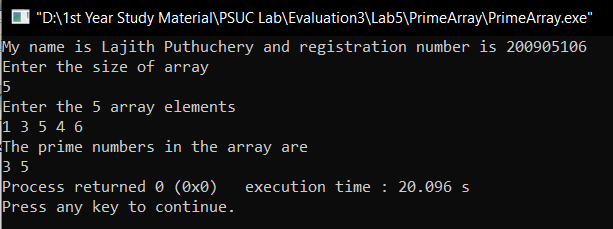 "D:\1st Year Study Material\PSUC Lab\Evaluation3\Lab5\PrimeArray\PrimeArray.exe"
My name is Lajith Puthuchery and registration number is 200905106
Enter the size of array
5
Enter the 5 array elements
1 3 5 4 6
The prime numbers in the array are
3 5
Process returned 0 (0x0)   execution time : 20.096 s
Press any key to continue.